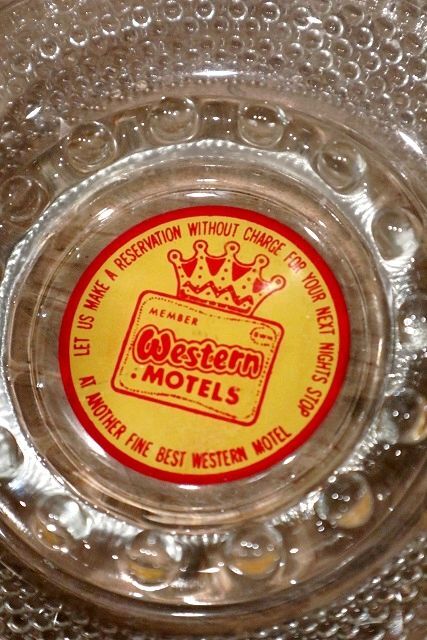 LET US MAKE A RESERVATION WITHOUT CHARGE FOR YOUR NEXT NIGHTS STOP
AT ANOTHER FINE BEST WESTERN MOTEL
MEMBER
Western
MOTELS